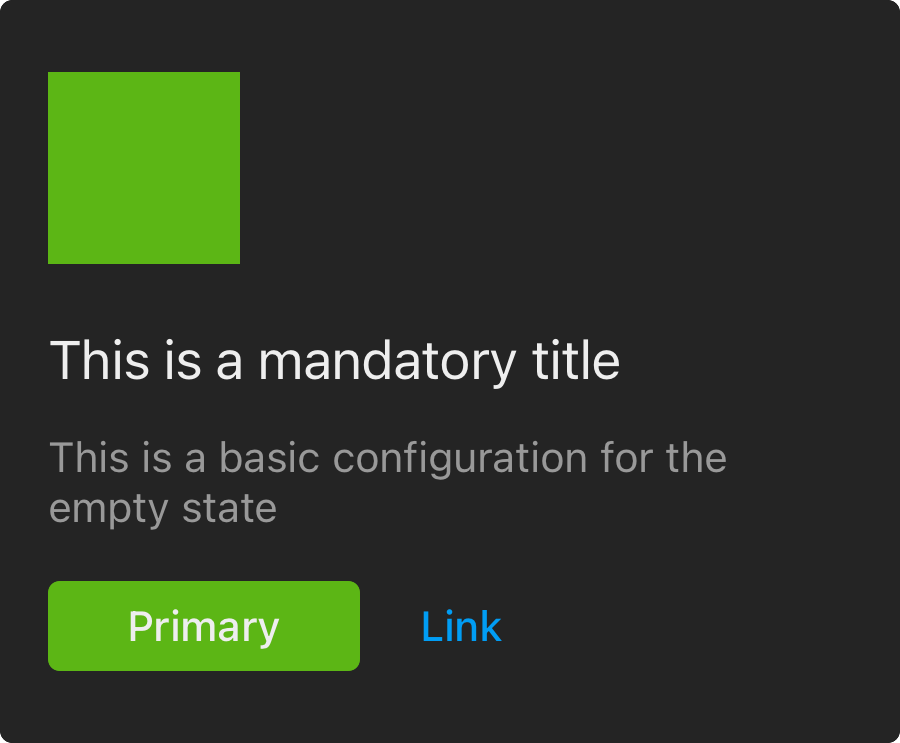 This is a mandatory title
This is a basic configuration for the
empty state
Primary
Link